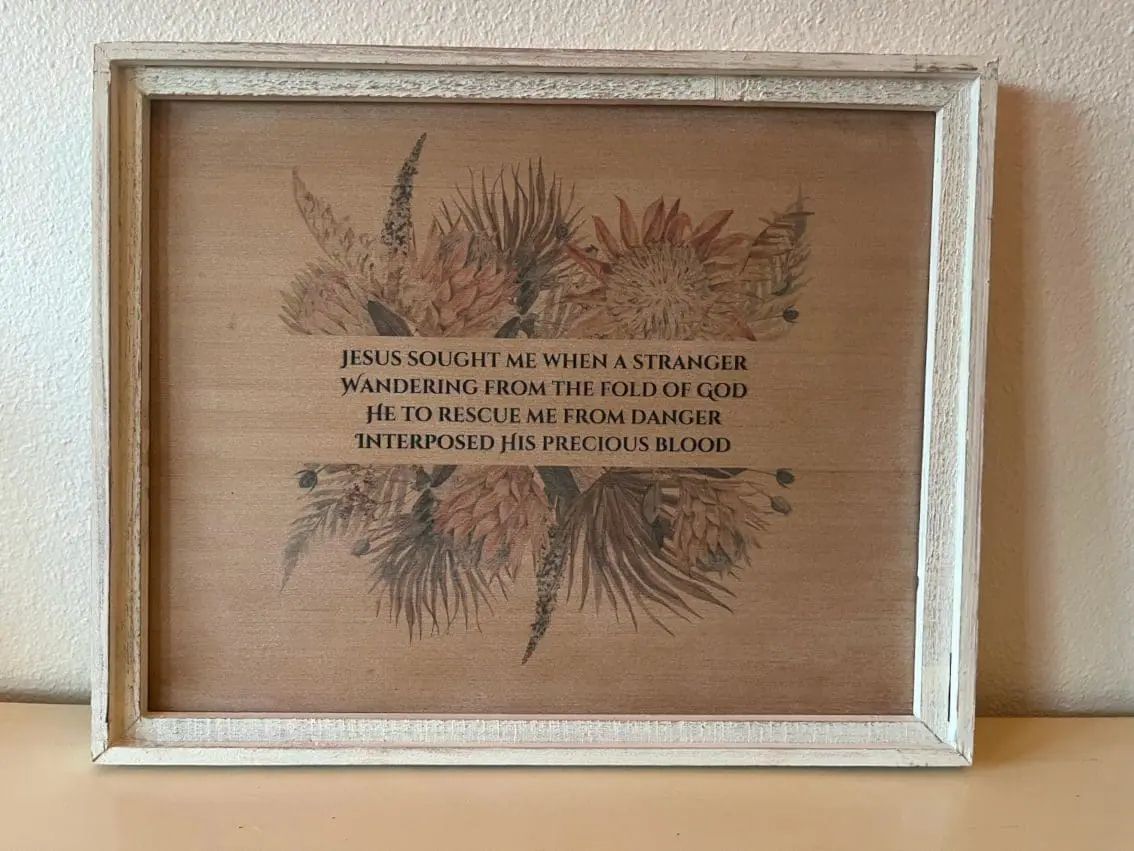 Jesus sought me when a stranger
Wandering from the fold of God
He to rescue me from danger
Interposed His precious blood